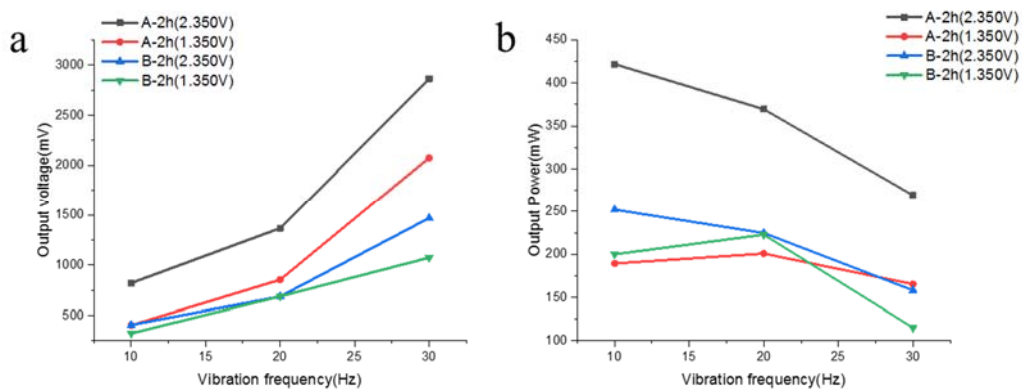 a
A-2h(2.350V)
A-2h(1.350V)
B-2h(2.350V)
B-2h(1.350V)
Output voltage(mV)
3000
2500
2000
1500
1000
500
10
15
20
25
30
Vibration frequency(Hz)
b
A-2h(2.350V)
A-2h(1.350V)
B-2h(2.350V)
B-2h(1.350V)
Output Power(mW)
450
400
350
300
250
200
150
100
10
15
20
25
30
Vibration frequency(Hz)